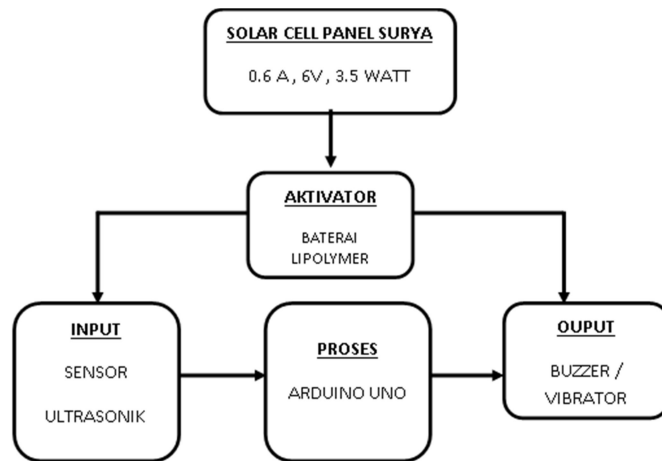 SOLAR CELL PANEL SURYA
0.6 A , 6V , 3.5 WATT
AKTIVATOR
BATERAI
LIPOLYMER
INPUT
SENSOR
ULTRASONIK
PROSES
ARDUINO UNO
OUPUT
BUZZER /
VIBRATOR